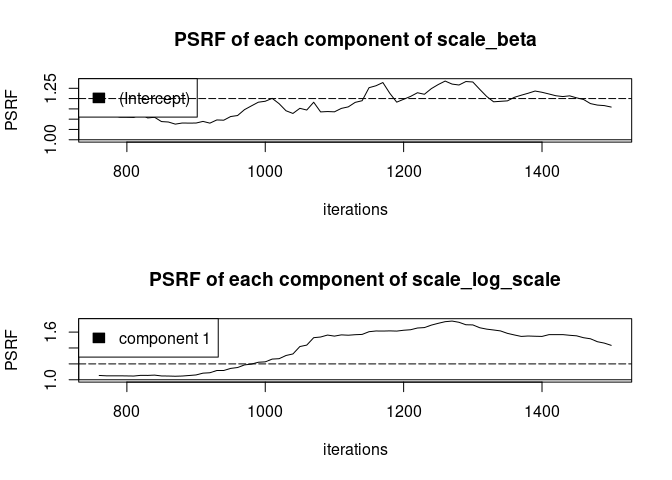 PSRF of each component of scale_beta
PSRF
1.00 1.25
(Intercept)
800 1000 1200 1400
iterations
PSRF of each component of scale_log_scale
PSRF
1.0 1.6
component 1
800 1000 1200 1400
iterations